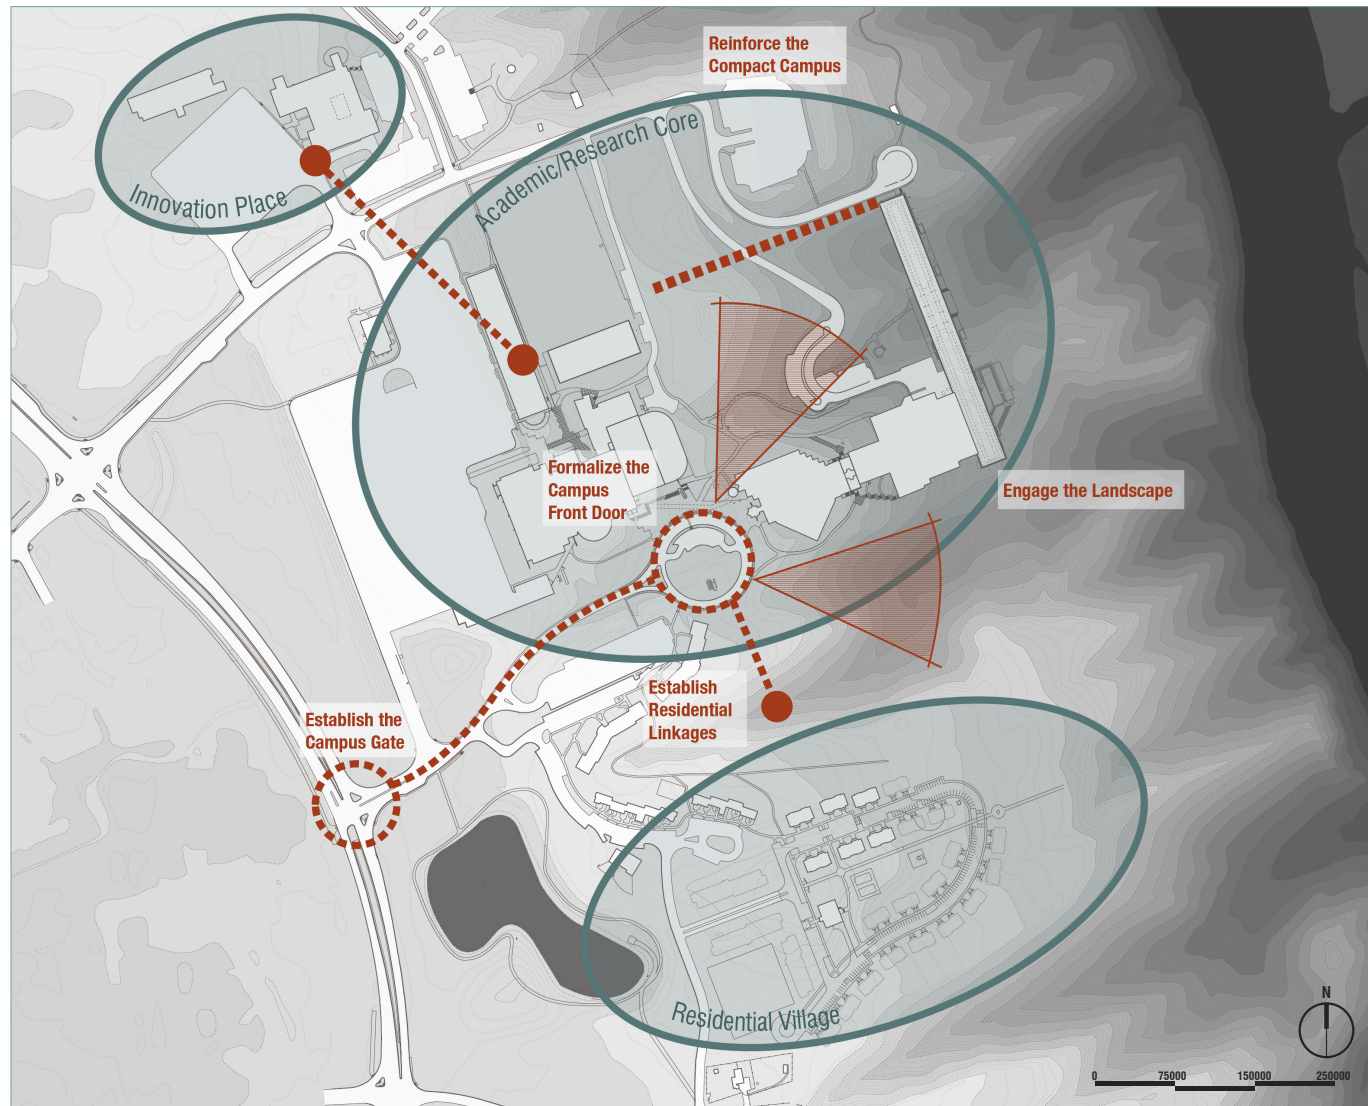 Reinforce the
Compact Campus
Academic/Research Core
Innovation Place
Formalize the
Campus
Front Door
Engage the Landscape
Establish
Residential
Linkages
Establish the
Campus Gate
Residential Village
N
0 75000 150000 250000